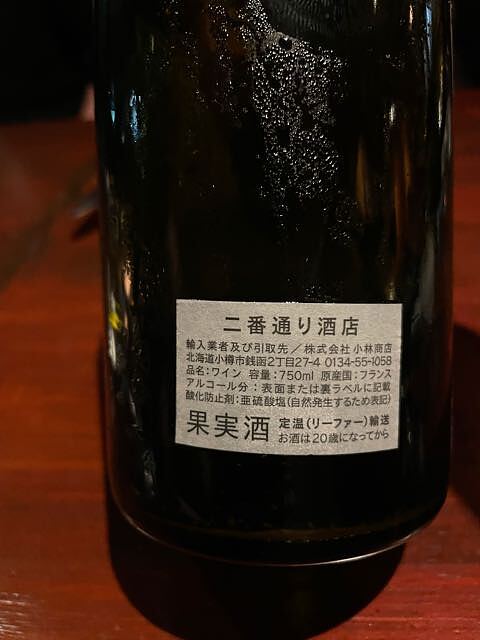 二番通り酒店
輸入業者及び引取先／株式会社 小林商店
北海道小樽市銭函2丁目27-4 0134-55-1058
品名：ワイン 容量：750ml 原産国：フランス
アルコール分：表面または裏ラベルに記載
酸化防止剤：亜硫酸塩（自然発生するため表記）
果実酒 定温（リーファー）輸送
お酒は20歳になってから